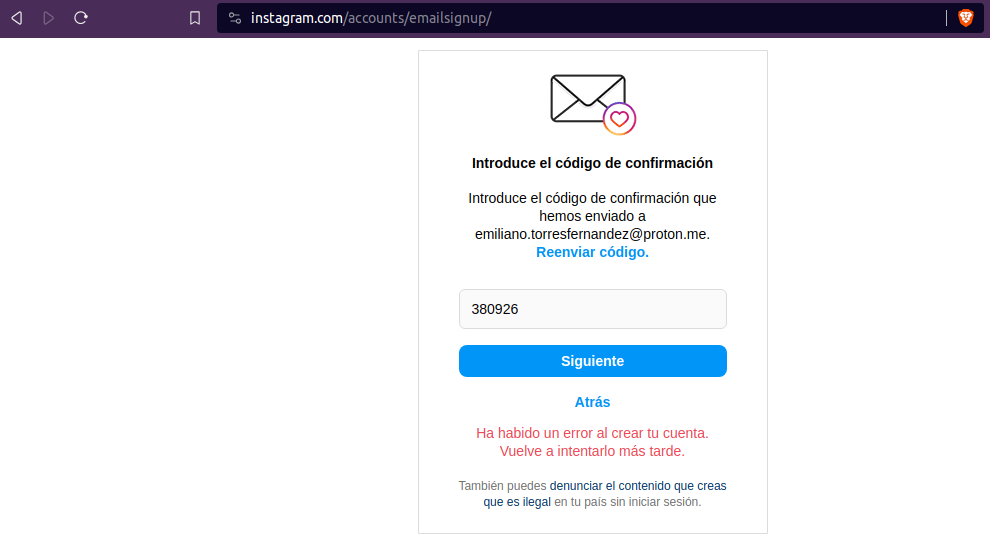 instagram.com/accounts/emailsignup/
Introduce el código de confirmación
Introduce el código de confirmación que
hemos enviado a
emiliano.torresfernandez@proton.me.
Reenviar código.
380926
Siguiente
Atrás
Ha habido un error al crear tu cuenta.
Vuelve a intentarlo más tarde.
También puedes denunciar el contenido que creas
que es ilegal en tu país sin iniciar sesión.